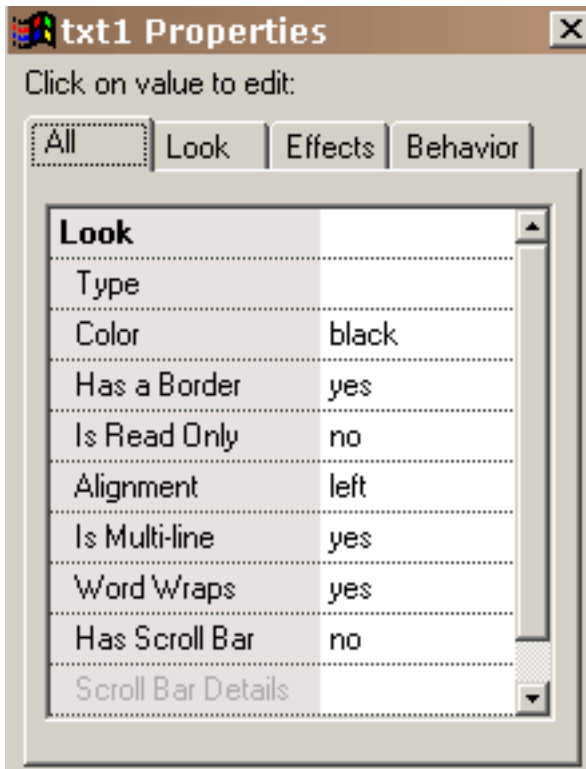 txt1 Properties
Click on value to edit:
All Look Effects Behavior
Look
Type
Color black
Has a Border yes
Is Read Only no
Alignment left
Is Multi-line yes
Word Wraps yes
Has Scroll Bar no
Scroll Bar Details